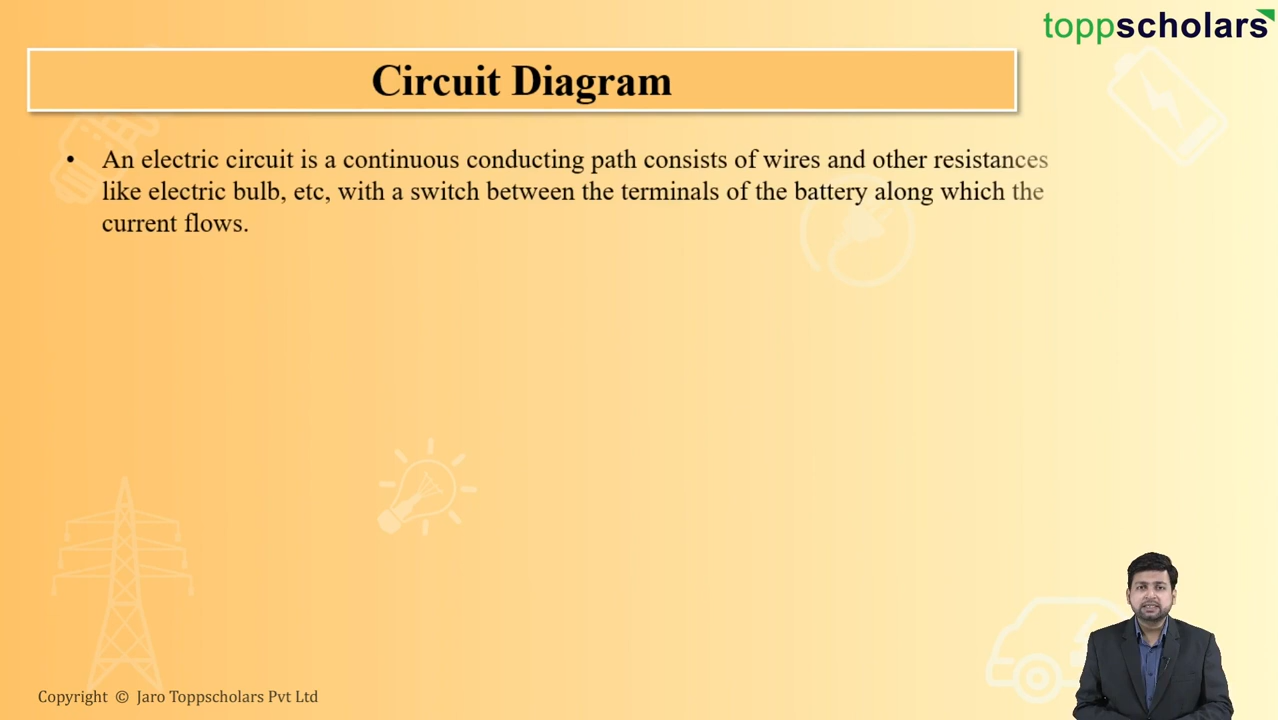 toppscholars
Circuit Diagram
• An electric circuit is a continuous conducting path consists of wires and other resistances
like electric bulb, etc, with a switch between the terminals of the battery along which the
current flows.
Copyright © Jaro Toppscholars Pvt Ltd